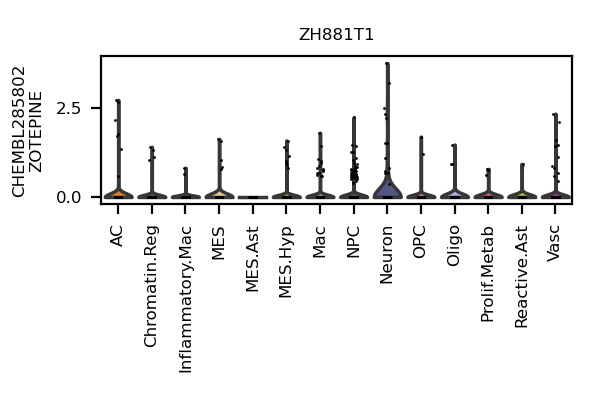 ZH881T1
CHEMBL285802
ZOTEPINE
2.5
0.0
AC
Chromatin.Reg
Inflammatory.Mac
MES
MES.Ast
MES.Hyp
Mac
NPC
Neuron
OPC
Oligo
Prolif.Metab
Reactive.Ast
Vasc